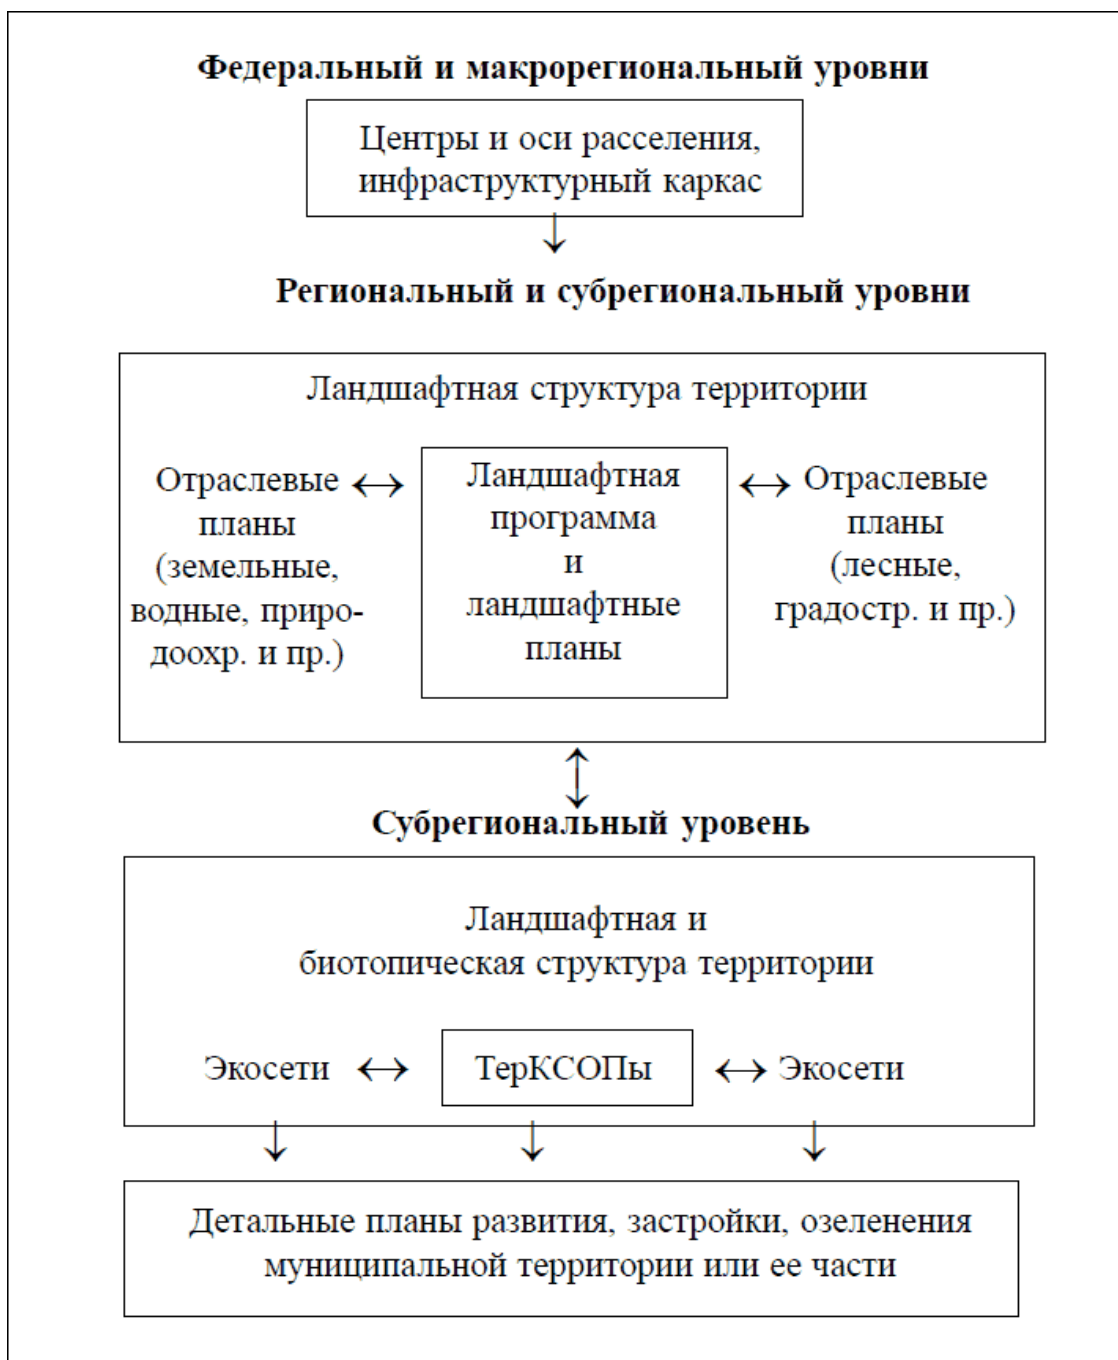 Федеральный и макрорегиональный уровни
Центры и оси расселения,
инфраструктурный каркас
Региональный и субрегиональный уровни
Ландшафтная структура территории
Отраслевые
планы
(земельные,
водные, приро-
доохр. и пр.)
Ландшафтная
программа
и
ландшафтные
планы
Отраслевые
планы
(лесные,
градостр. и пр.)
Субрегиональный уровень
Ландшафтная и
биотопическая структура территории
Экосети
ТерКСОПы
Экосети
Детальные планы развития, застройки, озеленения
муниципальной территории или ее части